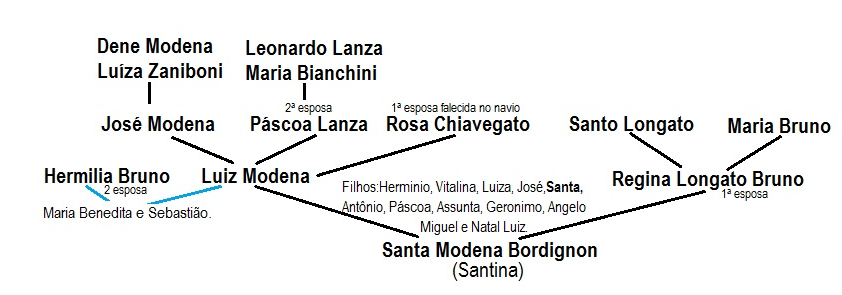 Dene Modena
Luíza Zaniboni
Leonardo Lanza
Maria Bianchini
2ª esposa
1ª esposa falecida no navio
José Modena
Páscoa Lanza
Rosa Chiavegato
Santo Longato
Maria Bruno
Hermilia Bruno
2 esposa
Luiz Modena
Regina Longato Bruno
1ª esposa
Maria Benedita e Sebastião.
Filhos:Herminio, Vitalina, Luiza, José,Santa,
Antônio, Páscoa, Assunta, Geronimo, Angelo
Miguel e Natal Luiz.
Santa Modena Bordignon
(Santina)